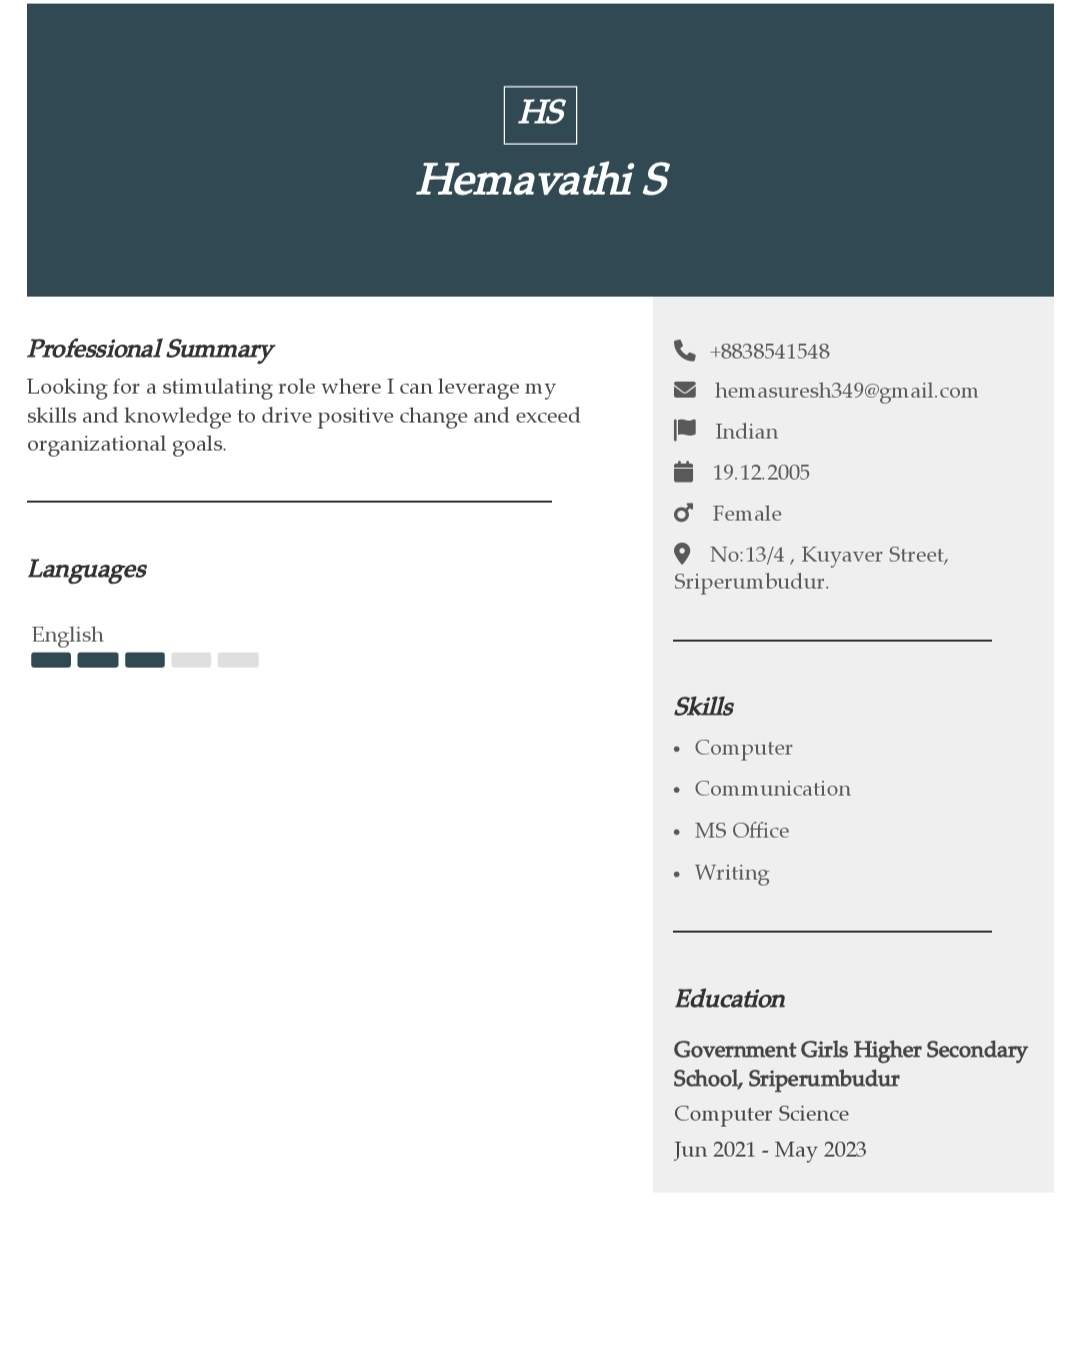 HS
Hemavathi S
Professional Summary
Looking for a stimulating role where I can leverage my
skills and knowledge to drive positive change and exceed
organizational goals.
Languages
English
+8838541548
hemasuresh349@gmail.com
Indian
19.12.2005
Female
No:13/4 , Kuyaver Street,
Sriperumbudur.
Skills
• Computer
• Communication
• MS Office
• Writing
Education
Government Girls Higher Secondary
School, Sriperumbudur
Computer Science
Jun 2021 - May 2023